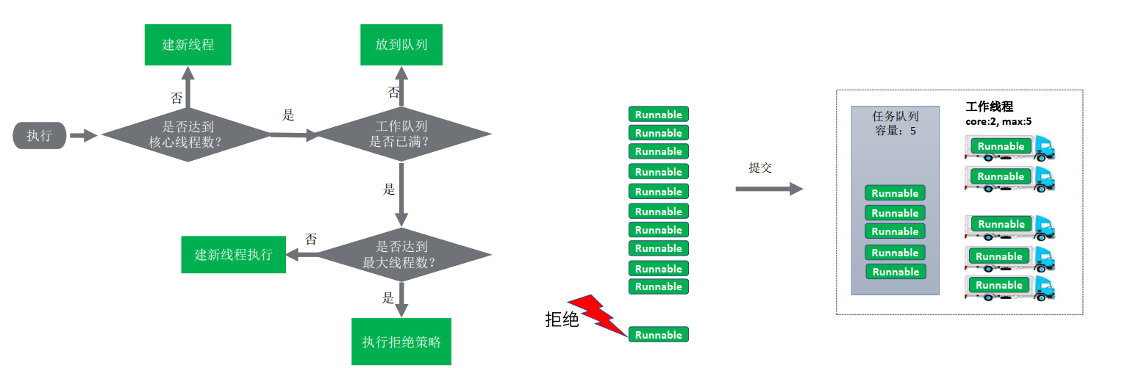 建新线程
放到队列
否
否
执行
是否达到
核心线程数?
是
工作队列
是否已满?
是
建新线程执行
否
是否达到
最大线程数?
是
执行拒绝策略
Runnable
Runnable
Runnable
Runnable
Runnable
Runnable
Runnable
Runnable
Runnable
Runnable
拒绝
Runnable
提交
任务队列
容量：5
Runnable
Runnable
Runnable
Runnable
Runnable
工作线程
core:2, max:5
Runnable
Runnable
Runnable
Runnable
Runnable